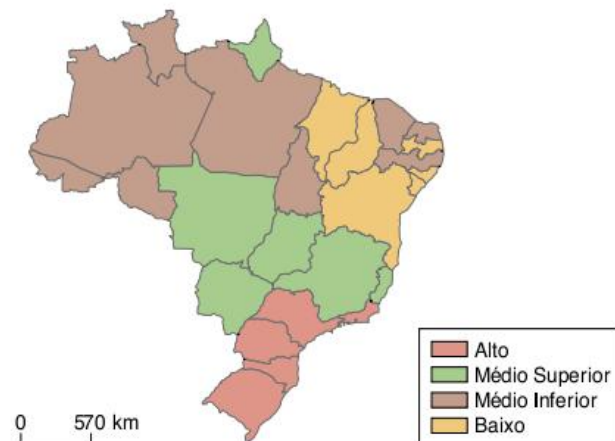 Alto
Médio Superior
Médio Inferior
Baixo
0 570 km